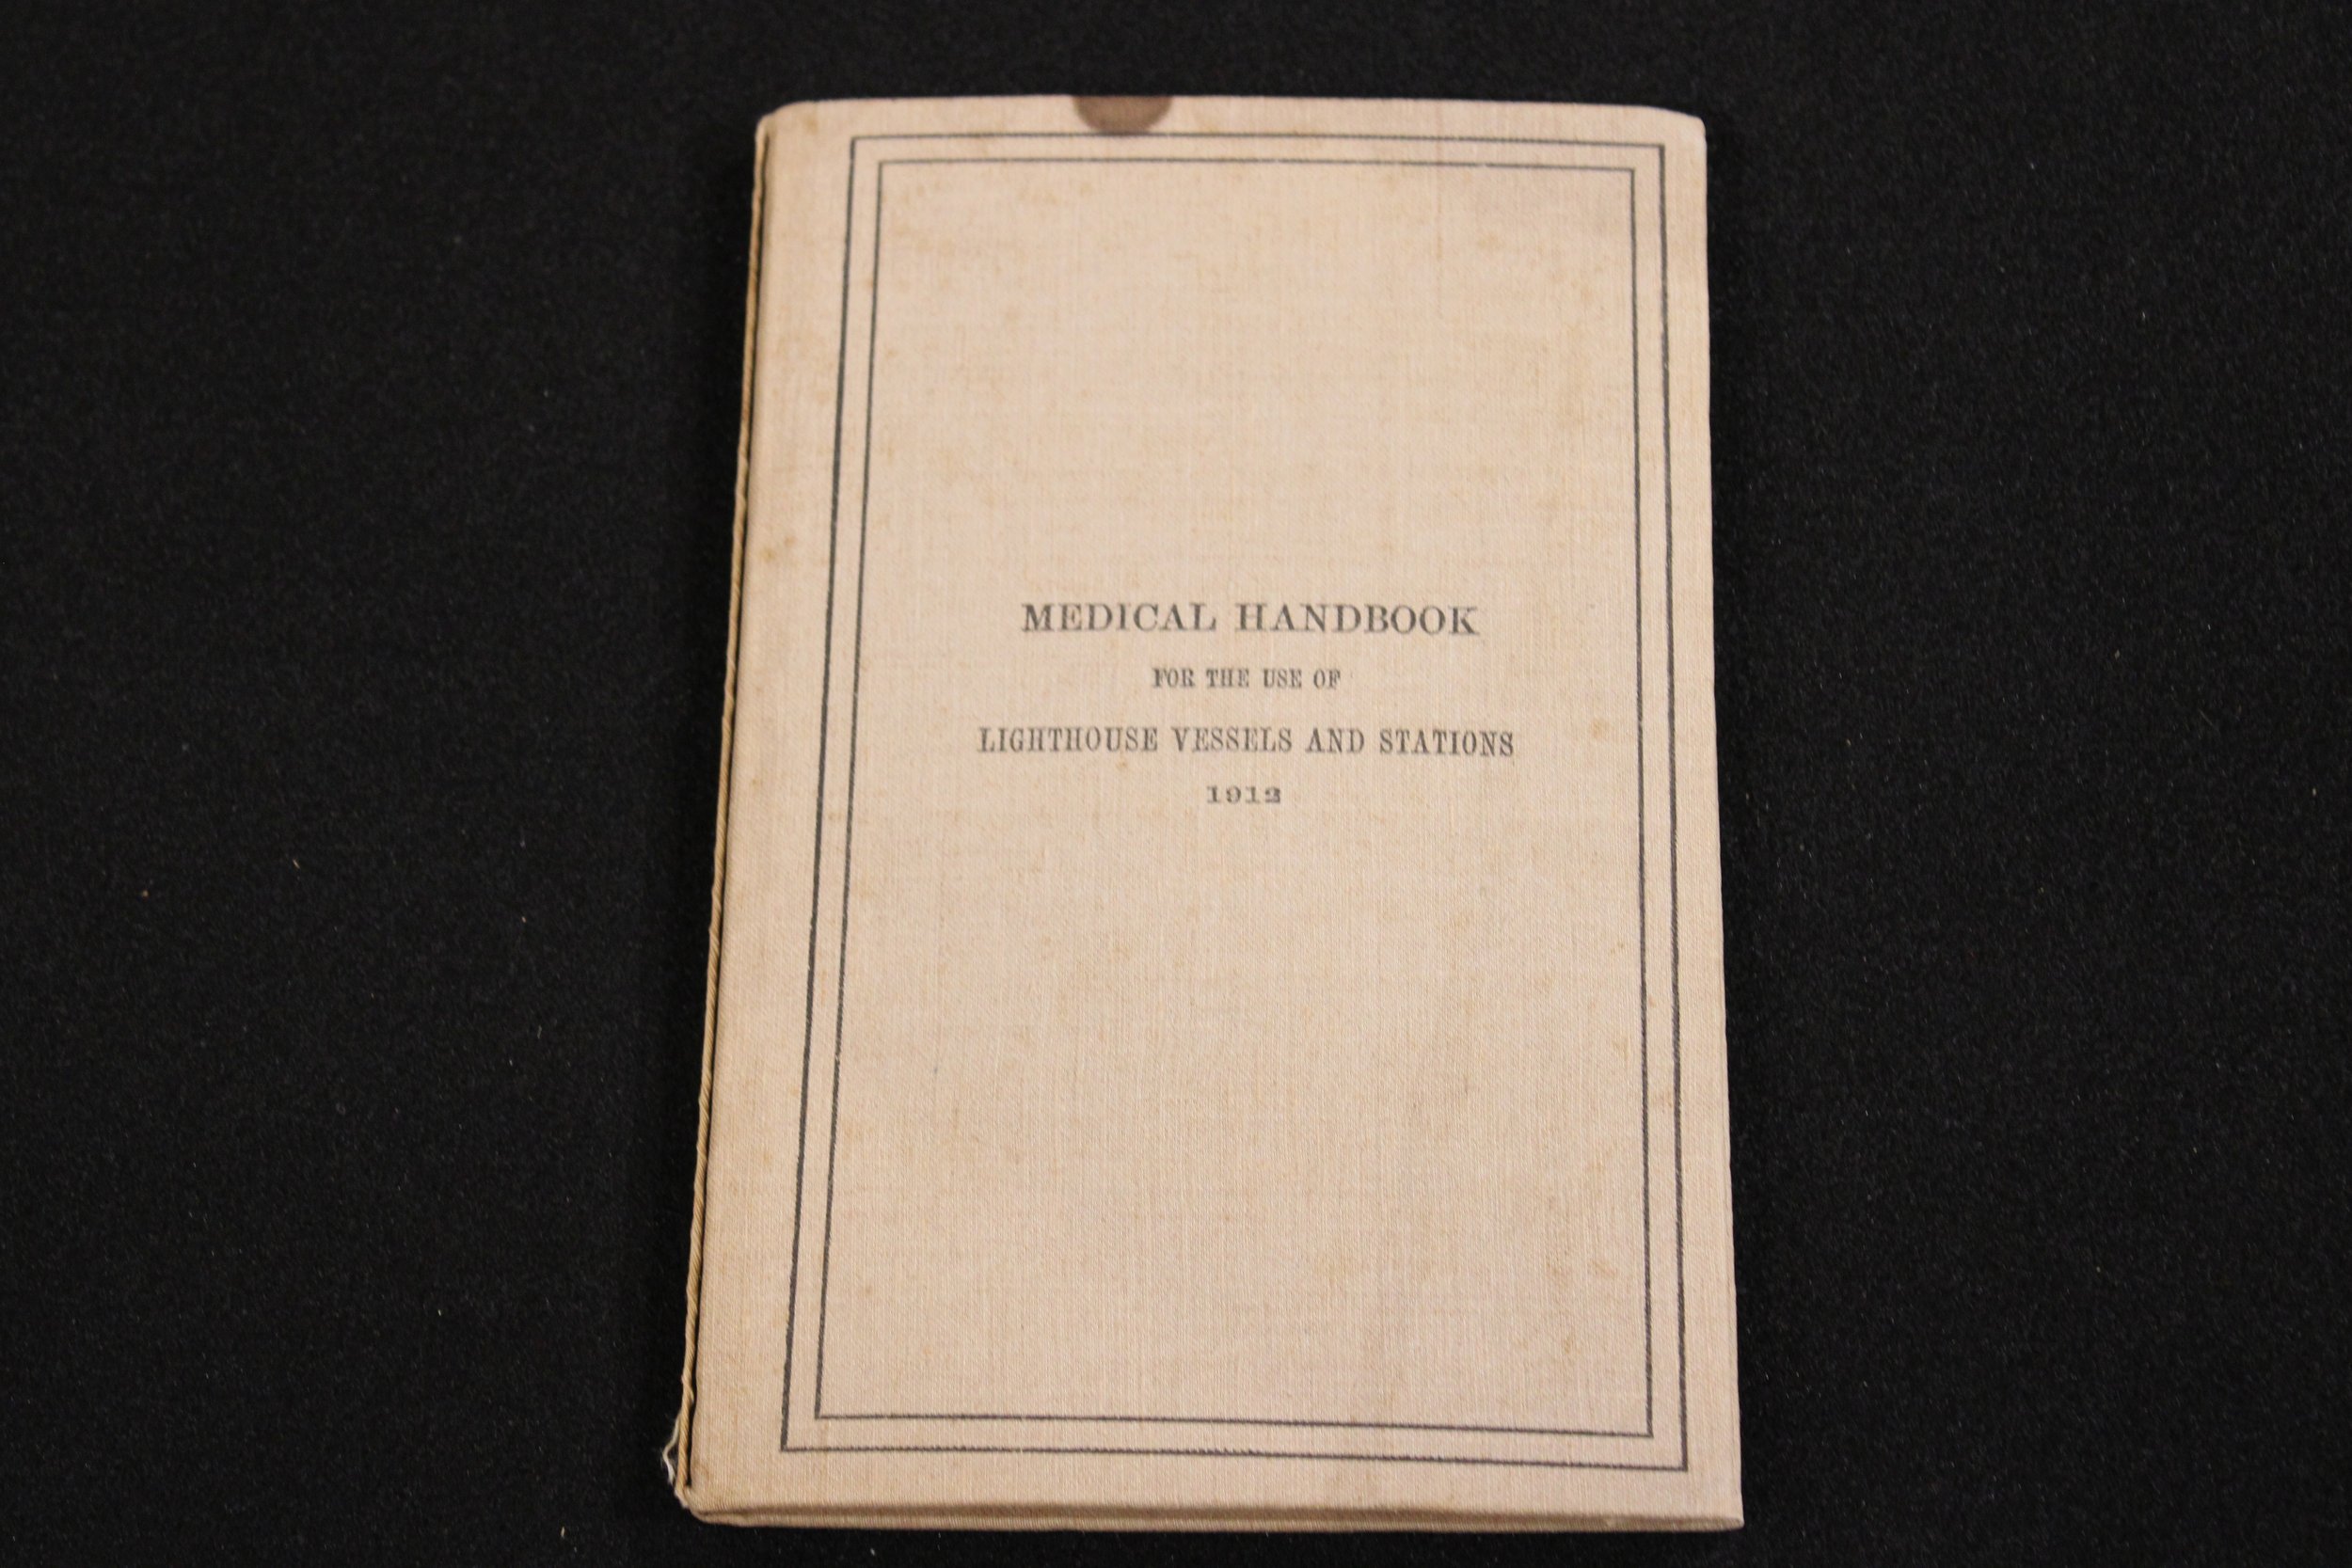 MEDICAL HANDBOOK
FOR THE USE OF
LIGHTHOUSE VESSELS AND STATIONS
1912